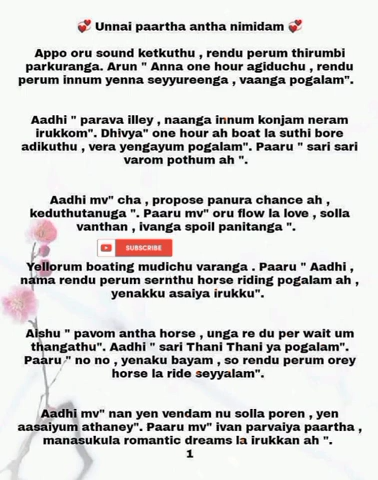 💞 Unnai paartha antha nimidam 💞
Appo oru sound ketkuthu , rendu perum thirumbi
parkuranga. Arun " Anna one hour agiduchu , rendu
perum innum yenna seyyureenga , vaanga pogalam".
Aadhi " parava illey , naanga innum konjam neram
irukkom". Dhivya" one hour ah boat la suthi bore
adikuthu , vera yengayum pogalam". Paaru " sari sari
varom pothum ah ".
Aadhi mv" cha , propose panura chance ah ,
keduthutanuga ". Paaru mv" oru flow la love , solla
vanthan , ivanga spoil panitanga ".
SUBSCRIBE
Yellorum boating mudichu varanga . Paaru " Aadhi ,
nama rendu perum sernthu horse riding pogalam ah ,
yenakku asaiya irukku".
Aishu " pavom antha horse , unga re du per wait um
thangathu". Aadhi " sari Thani Thani ya pogalam".
Paaru " no no , yenaku bayam , so rendu perum orey
horse la ride seyyalam".
Aadhi mv" nan yen vendam nu solla poren , yen
aasaiyum athaney". Paaru mv" ivan parvaiya paartha ,
manasukula romantic dreams la irukkan ah ".
1